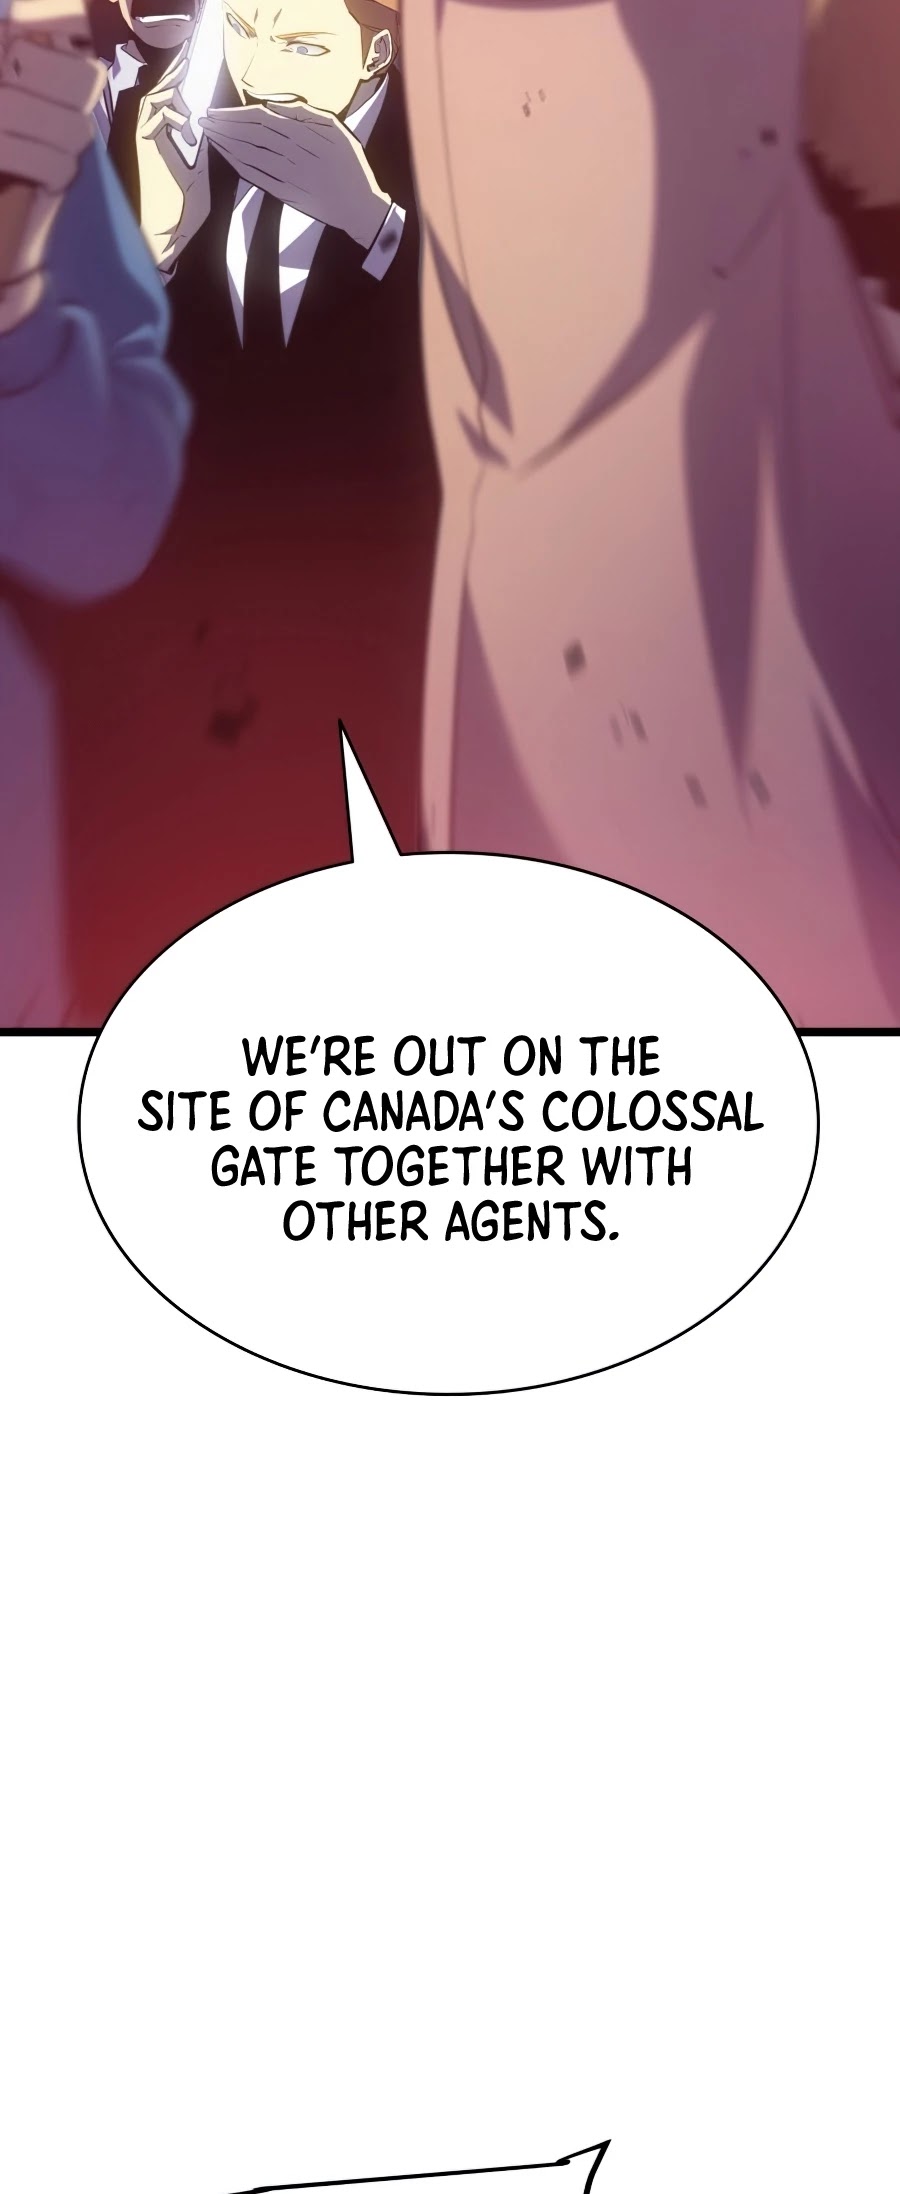 WE'RE OUT ON THE
SITE OF CANADA'S COLOSSAL
GATE TOGETHER WITH
OTHER AGENTS.